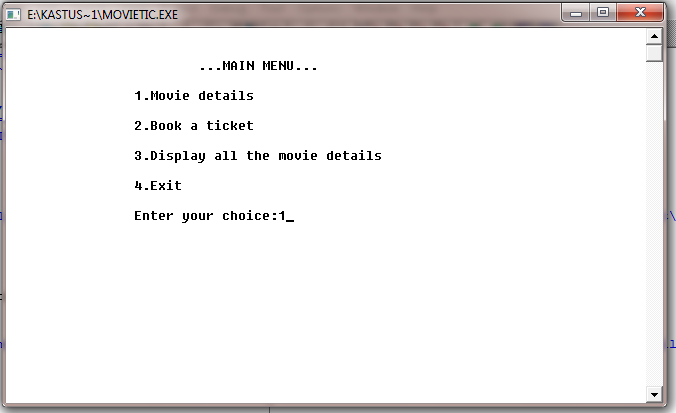 E:\KASTUS~1\MOVIETIC.EXE
...MAIN MENU...
1.Movie details
2.Book a ticket
3.Display all the movie details
4.Exit
Enter your choice:1_